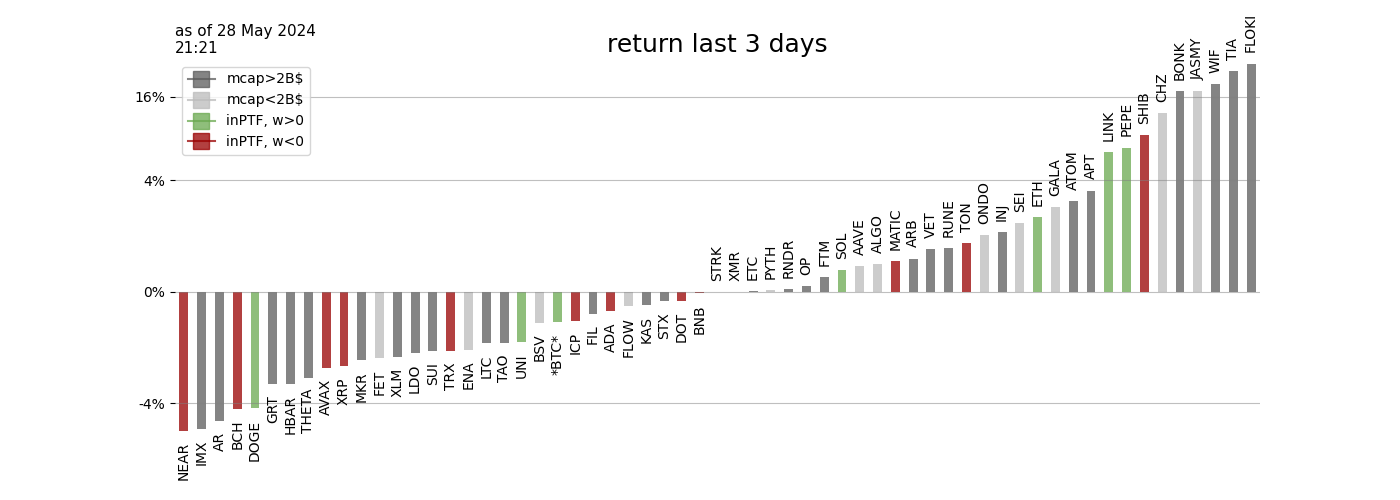 as of 28 May 2024
21:21
return last 3 days
mcap>2B$
mcap<2B$
inPTF, w>0
inPTF, w<0
16%
4%
0%
-4%
NEAR
IMX
AR
BCH
DOGE
GRT
HBAR
THETA
AVAX
XRP
MKR
FET
XLM
LDO
SUI
TRX
ENA
LTC
TAO
UNI
BSV
*BTC*
ICP
FIL
ADA
FLOW
KAS
STX
DOT
BNB
STRK
XMR
ETC
PYTH
RNDR
OP
FTM
SOL
AAVE
ALGO
MATIC
ARB
VET
RUNE
TON
ONDO
INJ
SEI
ETH
GALA
ATOM
APT
LINK
PEPE
SHIB
CHZ
BONK
JASMY
WIF
TIA
FLOKI